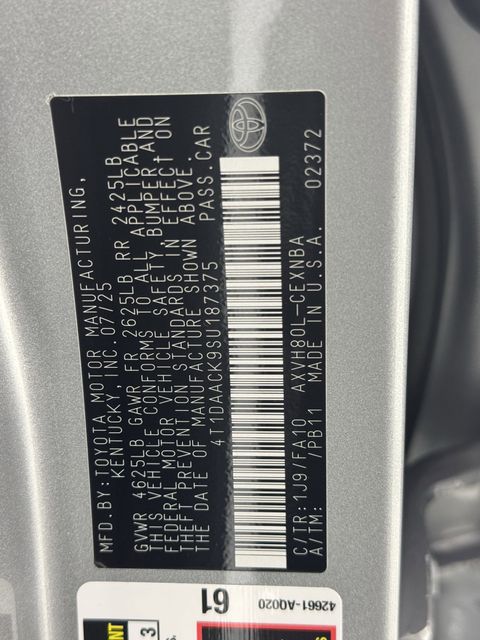 MFD.BY:TOYOTA MOTOR MANUFACTURING,
KENTUCKY, INC. 07/25
GVWR 4625LB GAWR FR 2625LB RR 2425LB
THIS VEHICLE CONFORMS TO ALL APPLICABLE
FEDERAL MOTOR VEHICLE SAFETY, BUMPER AND
THEFT PREVENTION STANDARDS IN EFFECT ON
THE DATE OF MANUFACTURE SHOWN ABOVE.
4T1DAACK9SU187375 PASS.CAR
C/TR:1J9/FA10 AXVH80L-CEXNBA
A/TM: /PB11 MADE IN U.S.A. 02372
61
42661-AQ020
3